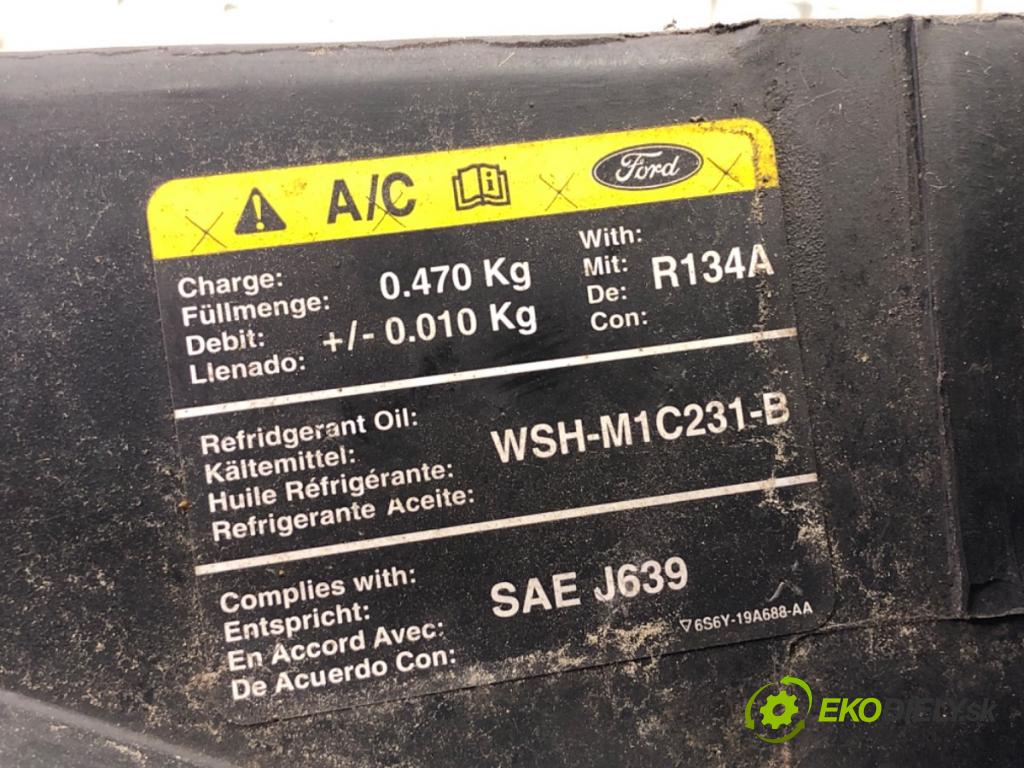 A/C
Ford
Charge:
Füllmenge:
Debit:
Llenado:
0.470 Kg
+/- 0.010 Kg
With:
Mit:
De:
Con:
R134A
Refridgerant Oil:
Kältemittel:
Huile Réfrigérante:
Refrigerante Aceite:
WSH-M1C231-B
Complies with:
Entspricht:
En Accord Avec:
De Acuerdo Con:
SAE J639
6S6Y-19A688-AA
EKODIELY.sk